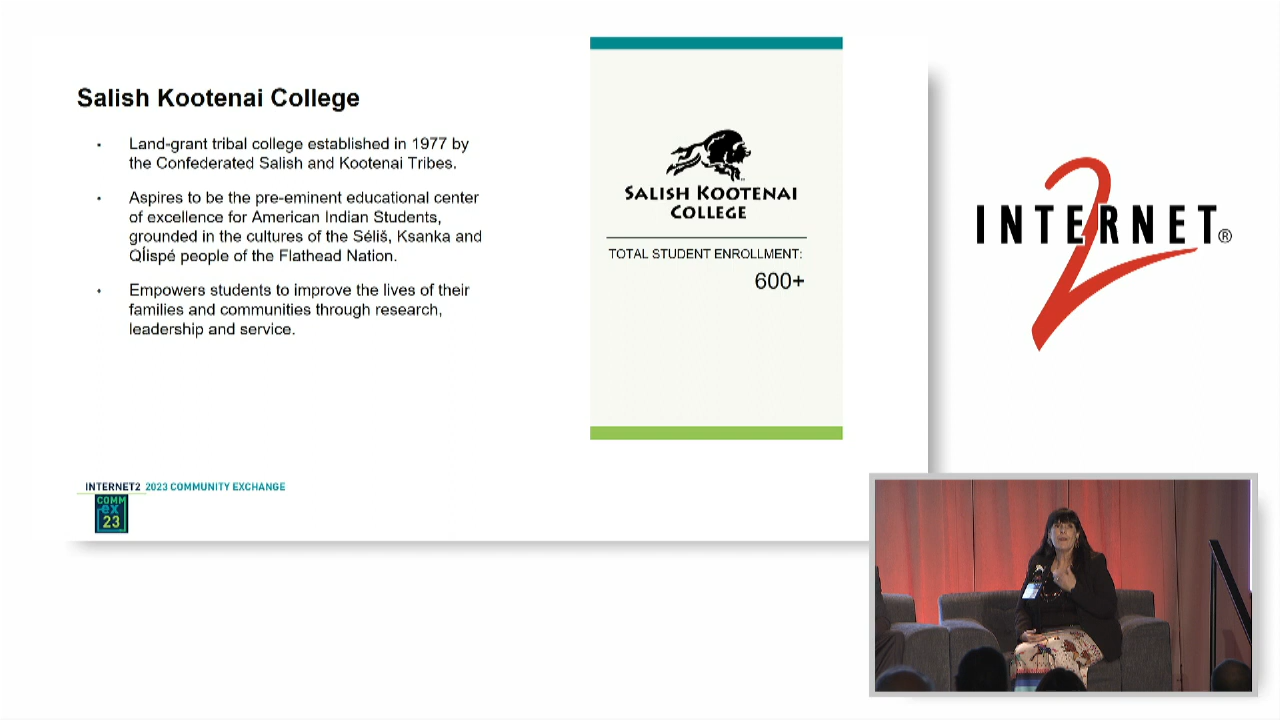 Salish Kootenai College
• Land-grant tribal college established in 1977 by
the Confederated Salish and Kootenai Tribes.
• Aspires to be the pre-eminent educational center
of excellence for American Indian Students,
grounded in the cultures of the Séliš, Ksanka and
Qĺispé people of the Flathead Nation.
• Empowers students to improve the lives of their
families and communities through research,
leadership and service.
SALISH KOOTENAI
COLLEGE
TOTAL STUDENT ENROLLMENT:
600+
INTERNET2 2023 COMMUNITY EXCHANGE
COMM
ex
23
INTERNET®
2